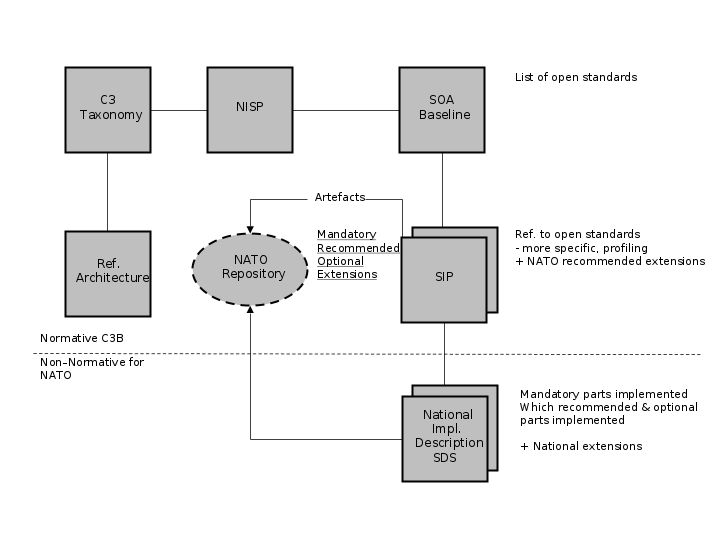 C3
Taxonomy
NISP
SOA
Baseline
List of open standards
Artefacts
Mandatory
Recommended
Optional
Extensions
Ref.
Architecture
NATO
Repository
SIP
Ref. to open standards
- more specific, profiling
+ NATO recommended extensions
Normative C3B
Non–Normative for
NATO
National
Impl.
Description
SDS
Mandatory parts implemented
Which recommended & optional
parts implemented
+ National extensions